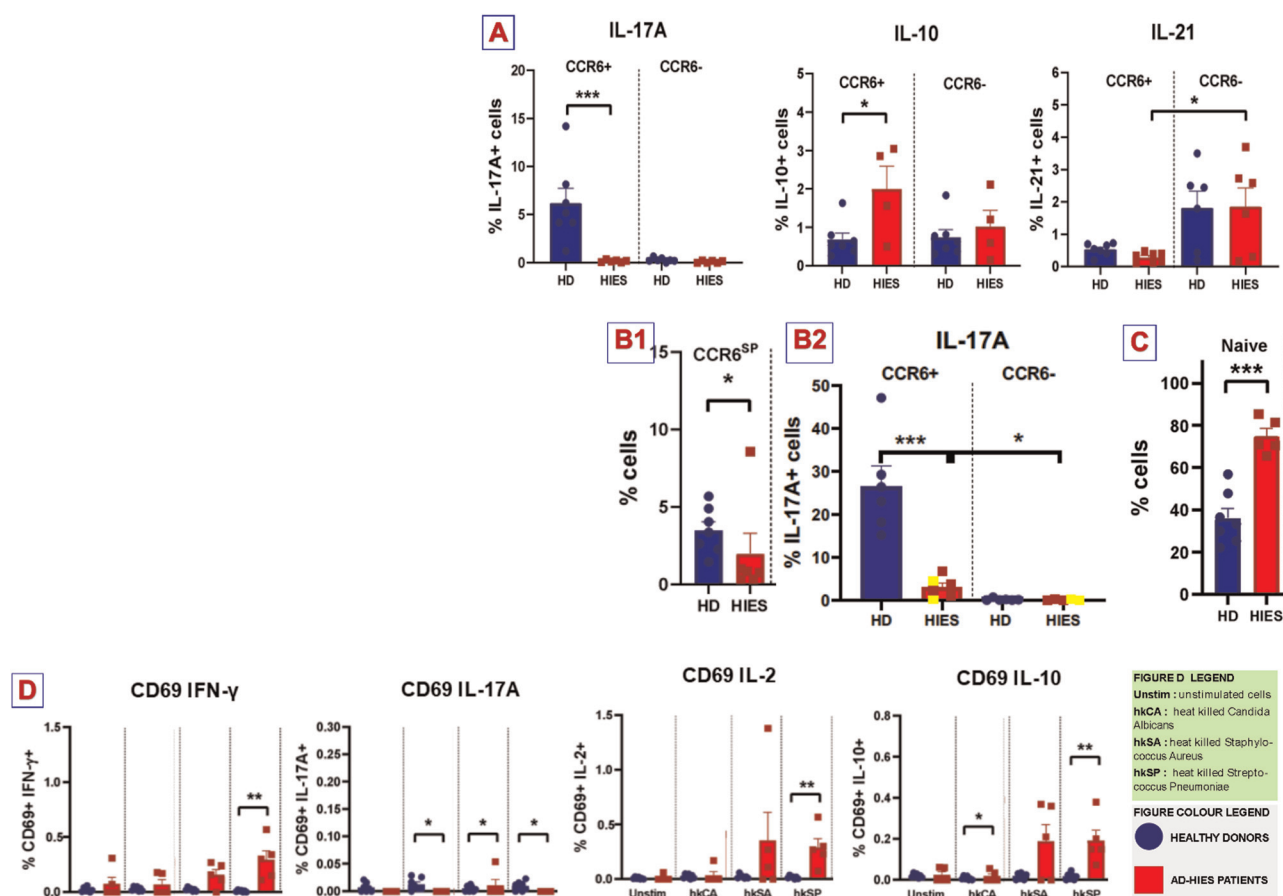 A
IL-17A
CCR6+
CCR6-
***
% IL-17A+ cells
20
15
10
5
0
HD
HIES
HD
HIES
IL-10
CCR6+
CCR6-
*
% IL-10+ cells
5
4
3
2
1
0
HD
HIES
HD
HIES
IL-21
CCR6+
CCR6-
*
% IL-21+ cells
6
5
4
3
2
1
0
HD
HIES
HD
HIES
B1
CCR6SP
*
% cells
15
10
5
0
HD
HIES
B2
IL-17A
CCR6+
CCR6-
***
*
% IL-17A+ cells
50
40
30
20
10
0
HD
HIES
HD
HIES
C
Naive
***
% cells
100
80
60
40
20
0
HD
HIES
D
CD69 IFN-γ
% CD69+ IFN-γ+
1.5
1.0
0.5
0.0
**
CD69 IL-17A
% CD69+ IL-17A+
0.30
0.25
0.20
0.15
0.10
0.05
0.00
*
*
*
CD69 IL-2
% CD69+ IL-2+
1.5
1.0
0.5
0.0
**
Unstim
hkCA
hkSA
hkSP
CD69 IL-10
% CD69+ IL-10+
0.8
0.6
0.4
0.2
0.0
*
**
Unstim
hkCA
hkSA
hkSP
FIGURE D LEGEND
Unstim : unstimulated cells
hkCA : heat killed Candida
Albicans
hkSA : heat killed Staphylo-
coccus Aureus
hkSP : heat killed Strepto-
coccus Pneumoniae
FIGURE COLOUR LEGEND
HEALTHY DONORS
AD-HIES PATIENTS